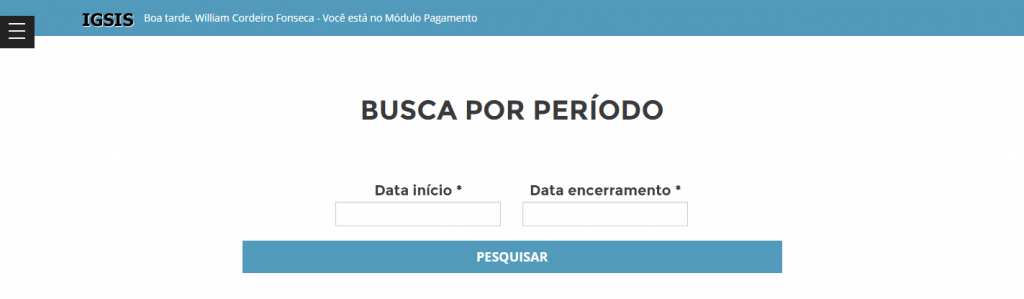 IGSIS Boa tarde, William Cordeiro Fonseca - Você está no Módulo Pagamento
BUSCA POR PERÍODO
Data início * Data encerramento *
PESQUISAR